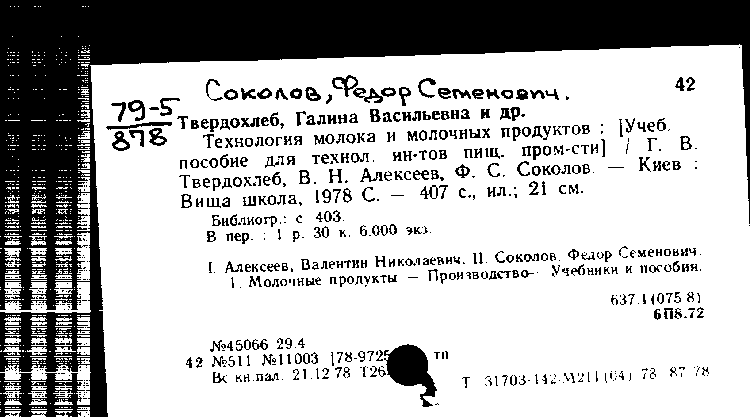 Соколов, Федор Семенович.
42
79-5
878
Твердохлеб, Галина Васильевна и др.
Технология молока и молочных продуктов : [Учеб.
пособие для технол. ин-тов пищ. пром-сти] / Г. В.
Твердохлеб, В. Н. Алексеев, Ф. С. Соколов. — Киев :
Вища школа, 1978 С. — 407 с., ил.; 21 см.
Библиогр.: с 403.
В пер. : 1 р. 30 к. 6.000 экз.
I. Алексеев, Валентин Николаевич. II. Соколов, Федор Семенович.
1. Молочные продукты — Производство— Учебники и пособия.
637.1(075.8)
6П8.72
№45066 29.4
42 №511 №11003 [78-9725 тп
Вс кн.пал. 21.12 78 Т26
Т 31703-142 М211(04) 78 87 78